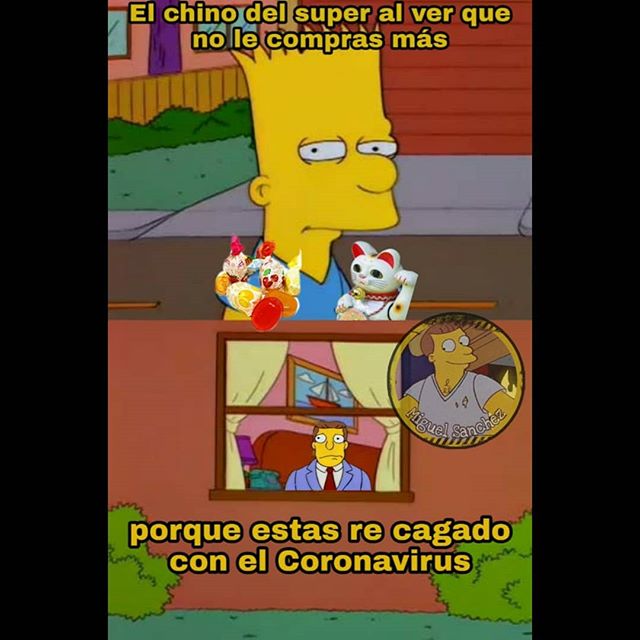 El chino del super al ver que
no le compras más
Miguel Sanchez
porque estas re cagado
con el Coronavirus